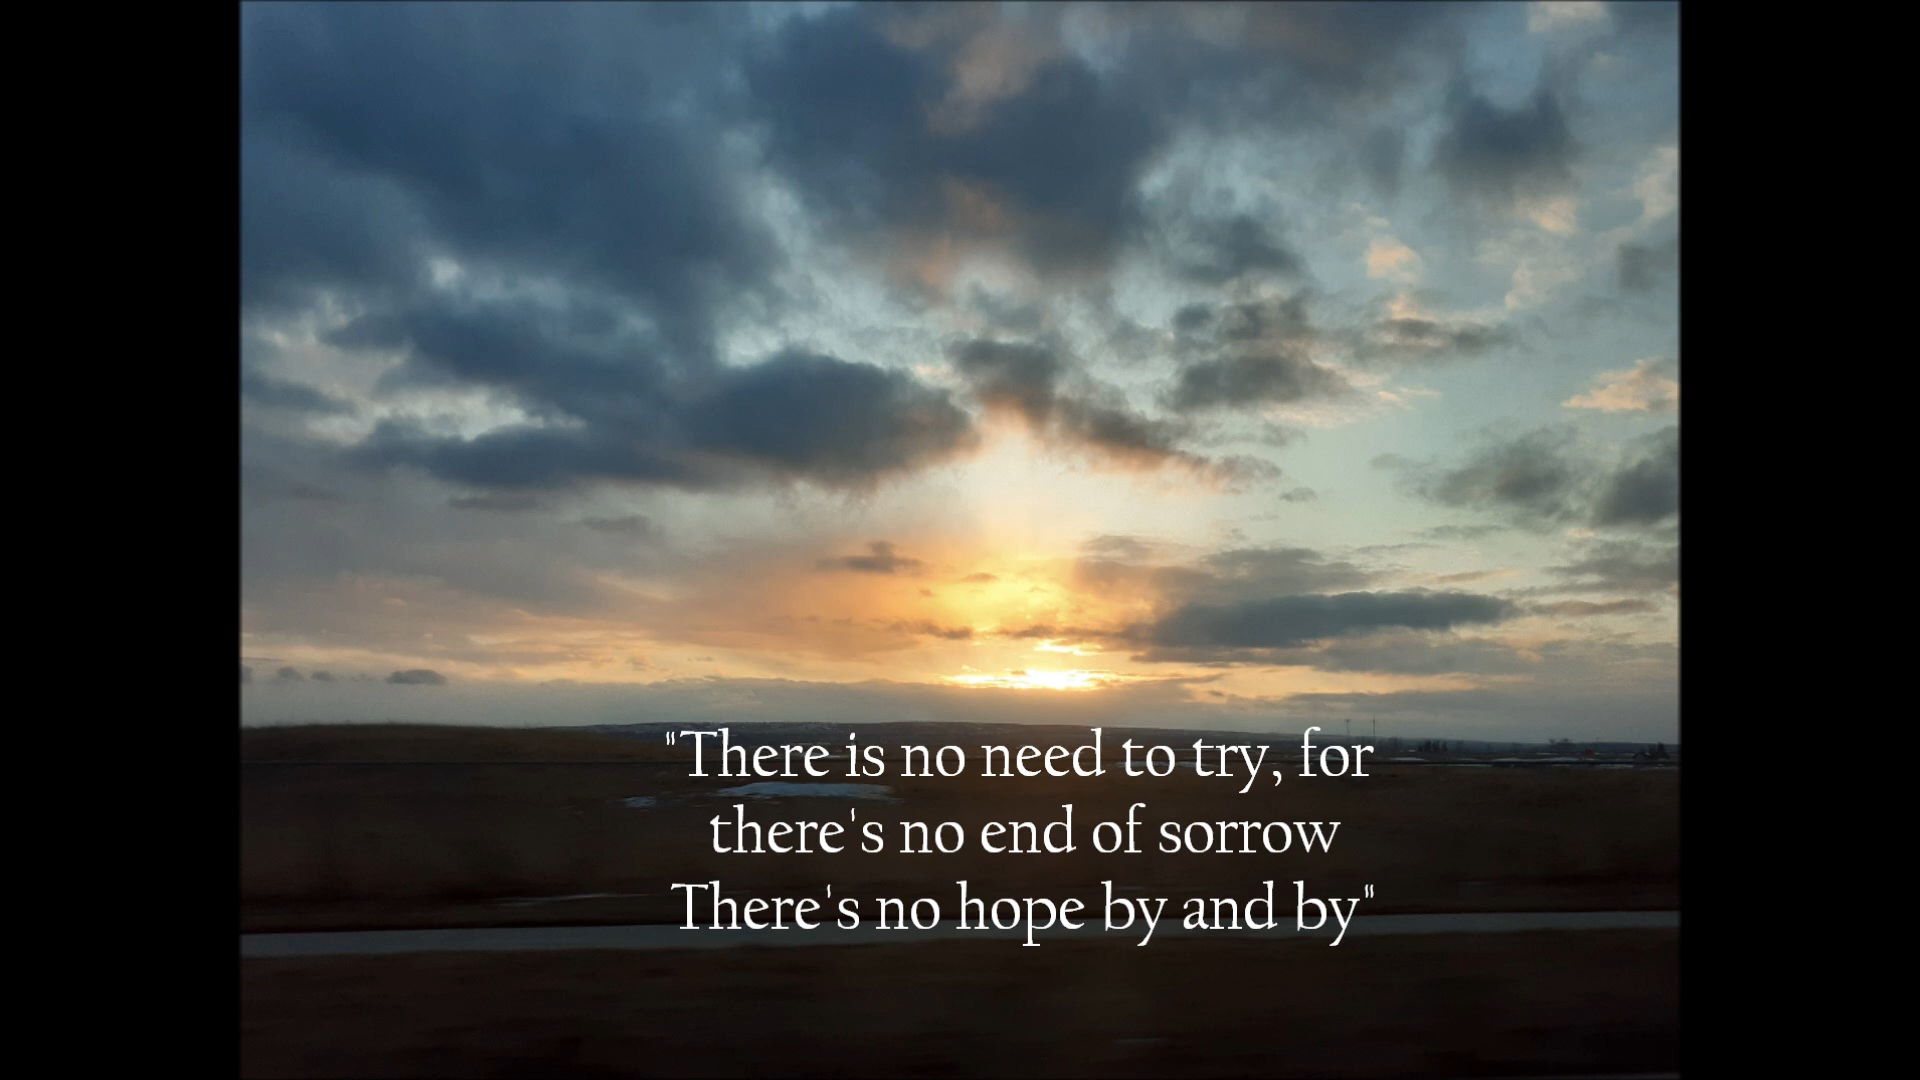 "There is no need to try, for
there's no end of sorrow
There's no hope by and by"